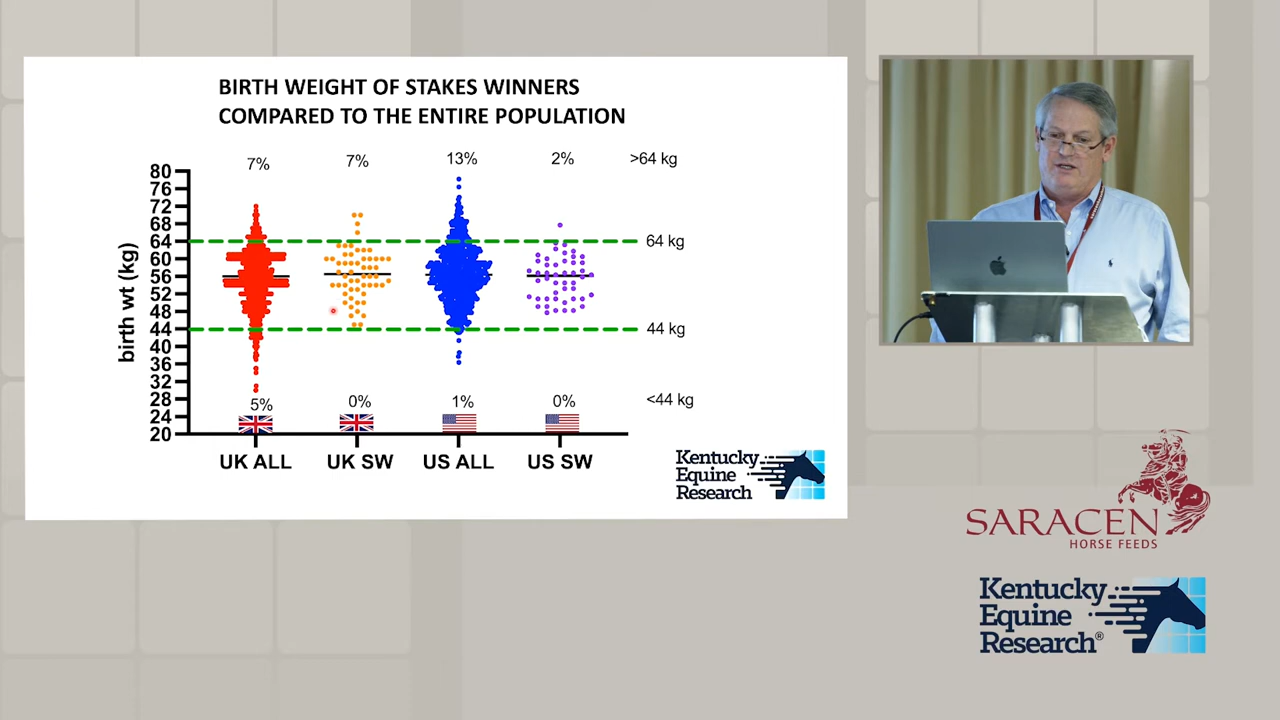 BIRTH WEIGHT OF STAKES WINNERS
COMPARED TO THE ENTIRE POPULATION
7%
7%
13%
2%
>64 kg
birth wt (kg)
80
76
72
68
64
60
56
52
48
44
40
36
32
28
24
20
64 kg
44 kg
5%
0%
1%
0%
<44 kg
UK ALL
UK SW
US ALL
US SW
Kentucky
Equine
Research
SARACEN
HORSE FEEDS
Kentucky
Equine
Research®